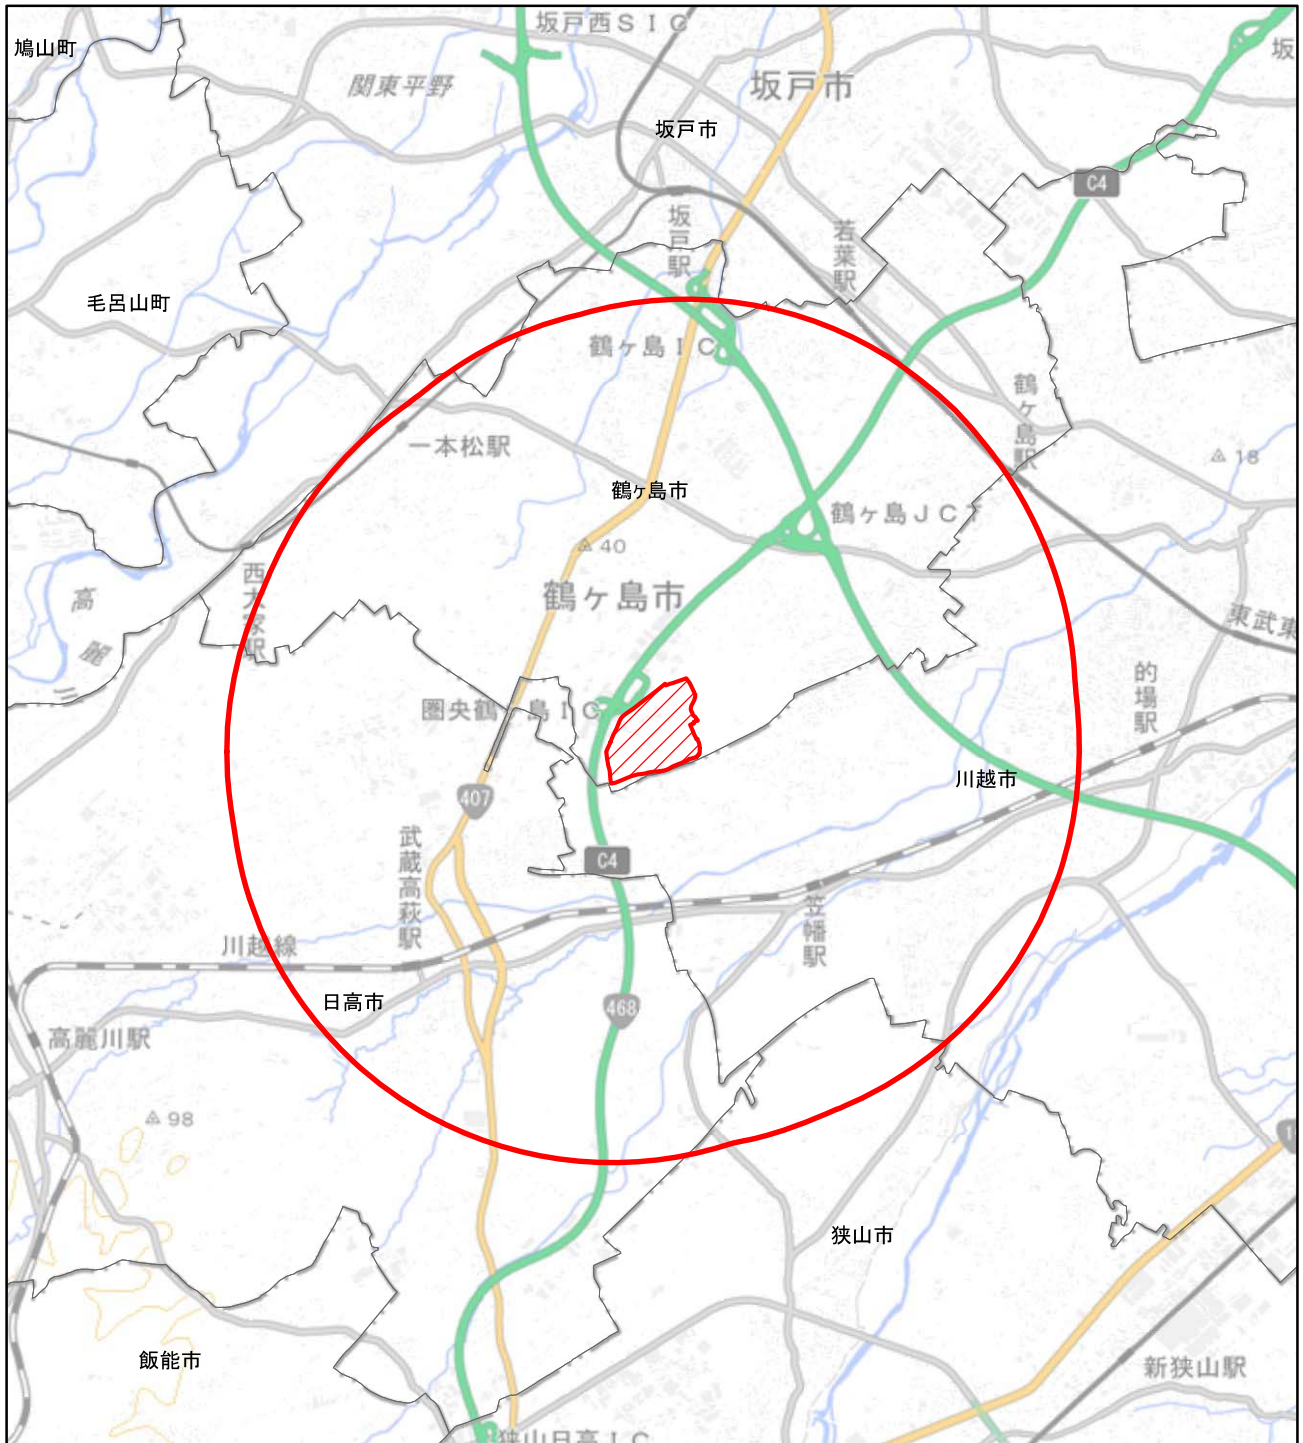 坂戸西SIC
鳩山町
坂
関東平野
坂戸市
坂戸市
C4
坂戸駅
若葉駅
毛呂山町
鶴ヶ島IC
鶴ヶ島駅
一本松駅
18
鶴ヶ島市
鶴ヶ島JCT
40
西大家駅
高麗川
鶴ヶ島市
東武東
的場駅
圏央鶴ヶ島IC
川越市
407
武蔵高萩駅
C4
笠幡駅
川越線
日高市
468
高麗川駅
98
狭山市
飯能市
新狭山駅
狭山日高IC